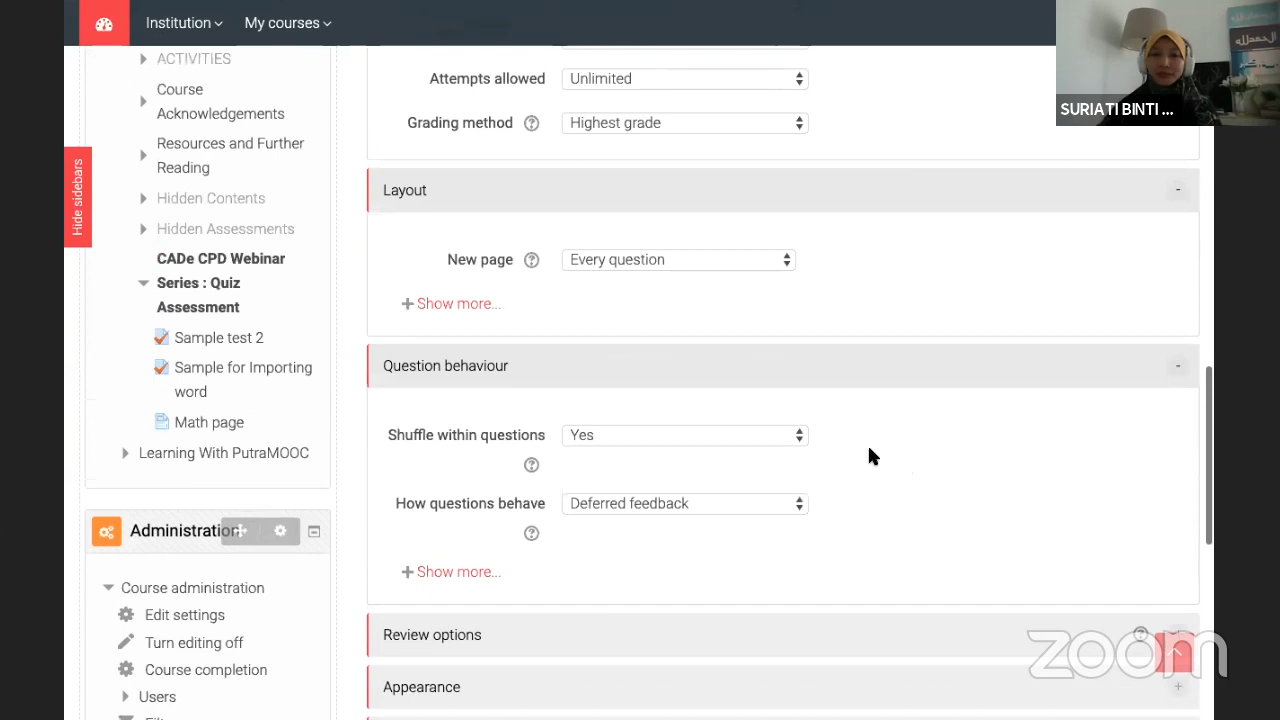 Institution
My courses
ACTIVITIES
Course
Acknowledgements
Resources and Further
Reading
Hidden Contents
Hidden Assessments
CADe CPD Webinar
Series : Quiz
Assessment
Sample test 2
Sample for Importing
word
Math page
Learning With PutraMOOC
Hide sidebars
Administration
Course administration
Edit settings
Turn editing off
Course completion
Users
Attempts allowed
Unlimited
Grading method
Highest grade
Layout
-
New page
Every question
Show more...
Question behaviour
-
Shuffle within questions
Yes
How questions behave
Deferred feedback
Show more...
Review options
Appearance
+
SURIATI BINTI ...
zoom